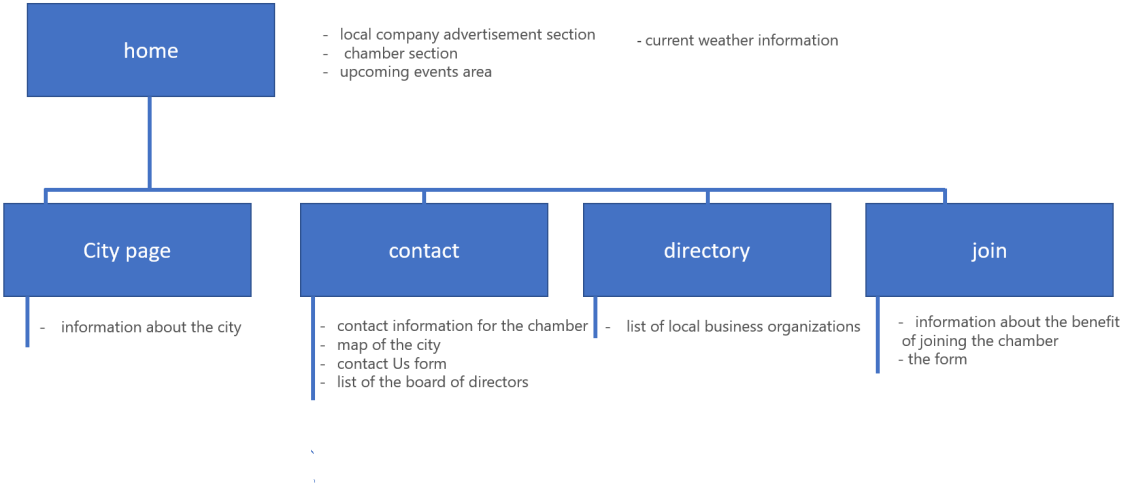 home
- local company advertisement section
- chamber section
- upcoming events area
- current weather information
City page
- information about the city
contact
- contact information for the chamber
- map of the city
- contact Us form
- list of the board of directors
directory
- list of local business organizations
join
- information about the benefit
of joining the chamber
- the form